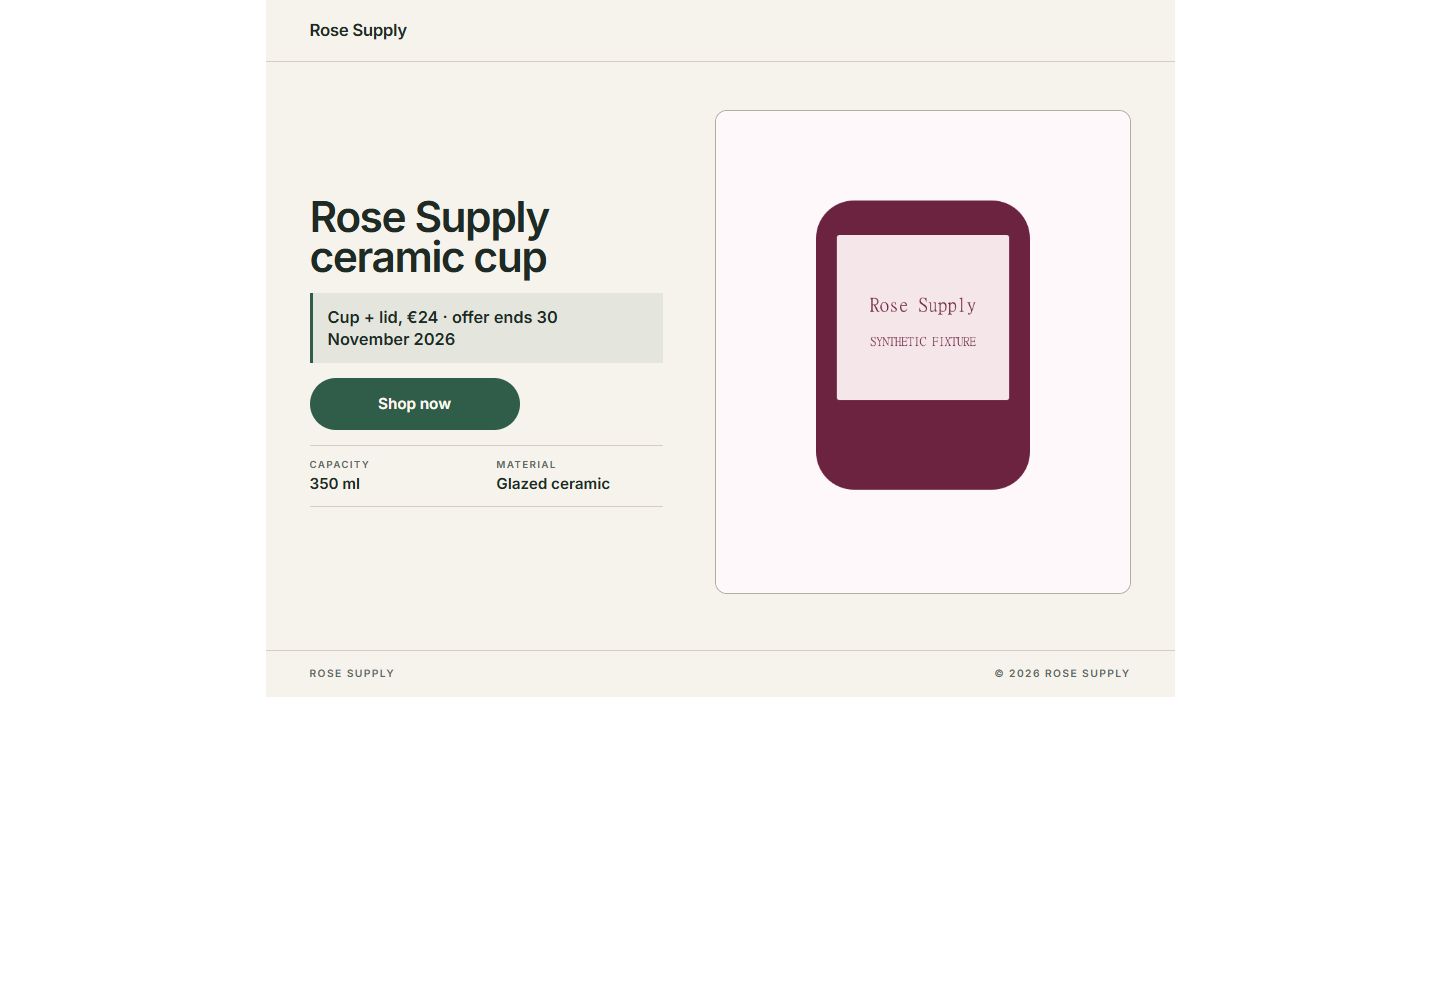 Rose Supply
Rose Supply
ceramic cup
Cup + lid, €24 · offer ends 30
November 2026
Shop now
CAPACITY
350 ml
MATERIAL
Glazed ceramic
Rose Supply
SYNTHETIC FIXTURE
ROSE SUPPLY
© 2026 ROSE SUPPLY